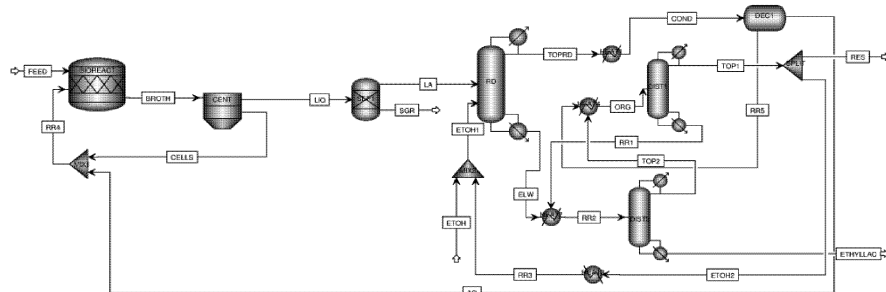 FEED
BIOREACT
BROTH
CENT
LIQ
RR4
CELLS
LA
SGR
RD
TOPRD
COND
DEC1
ETOH1
ETOH
ELW
ORG
DIST1
TOP1
SPLIT
RES
RR5
RR1
TOP2
RR2
DIST2
ETHYLLAC
RR3
ETOH2